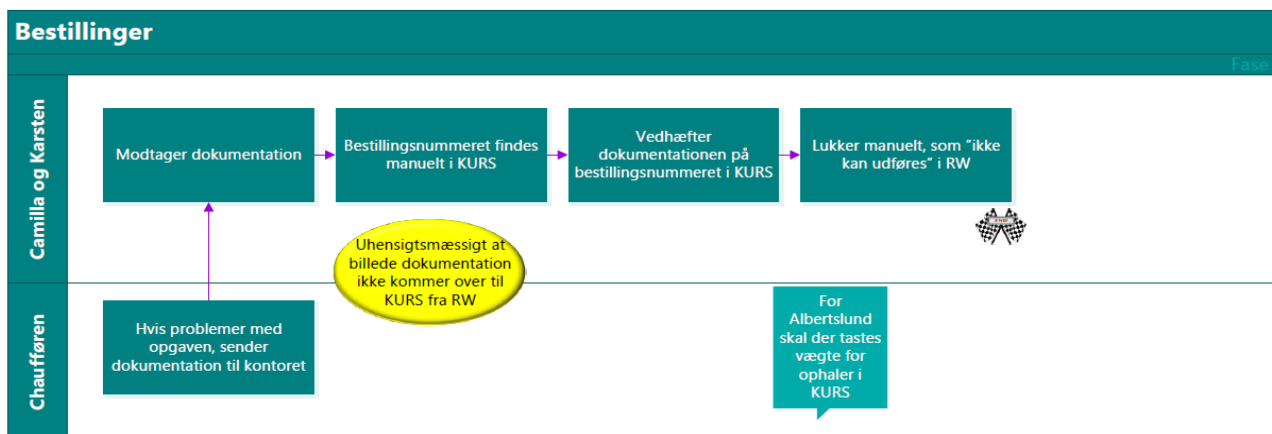 Bestillinger
Fase
Camilla og Karsten
Modtager dokumentation
Bestillingsnummeret findes
manuelt i KURS
Vedhæfter
dokumentationen på
bestillingsnummeret i KURS
Lukker manuelt, som "ikke
kan udføres" i RW
Uhensigtsmæssigt at
billede dokumentation
ikke kommer over til
KURS fra RW
Chaufføren
Hvis problemer med
opgaven, sender
dokumentation til kontoret
For
Albertslund
skal der tastes
vægte for
ophaler i
KURS